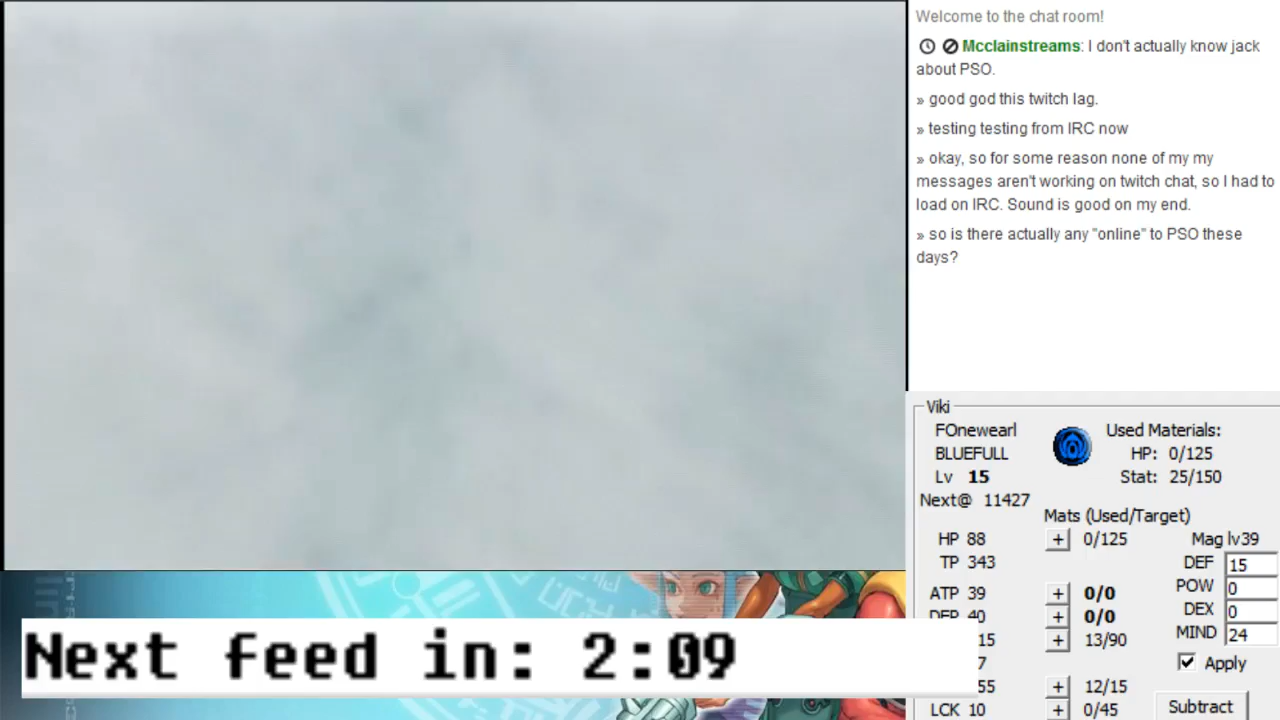 Welcome to the chat room!
Mcclainstreams: I don't actually know jack
about PSO.
» good god this twitch lag.
» testing testing from IRC now
» okay, so for some reason none of my my
messages aren't working on twitch chat, so I had to
load on IRC. Sound is good on my end.
» so is there actually any "online" to PSO these
days?
Viki
FOnewearl
BLUEFULL
Lv 15
Next@ 11427
Used Materials:
HP: 0/125
Stat: 25/150
Mats (Used/Target)
HP 88 + 0/125
TP 343
ATP 39 + 0/0
DFP 40 + 0/0
15 + 13/90
7
55 + 12/15
LCK 10 + 0/45
Mag lv39
DEF 15
POW 0
DEX 0
MIND 24
Apply
Subtract
Next feed in: 2:09